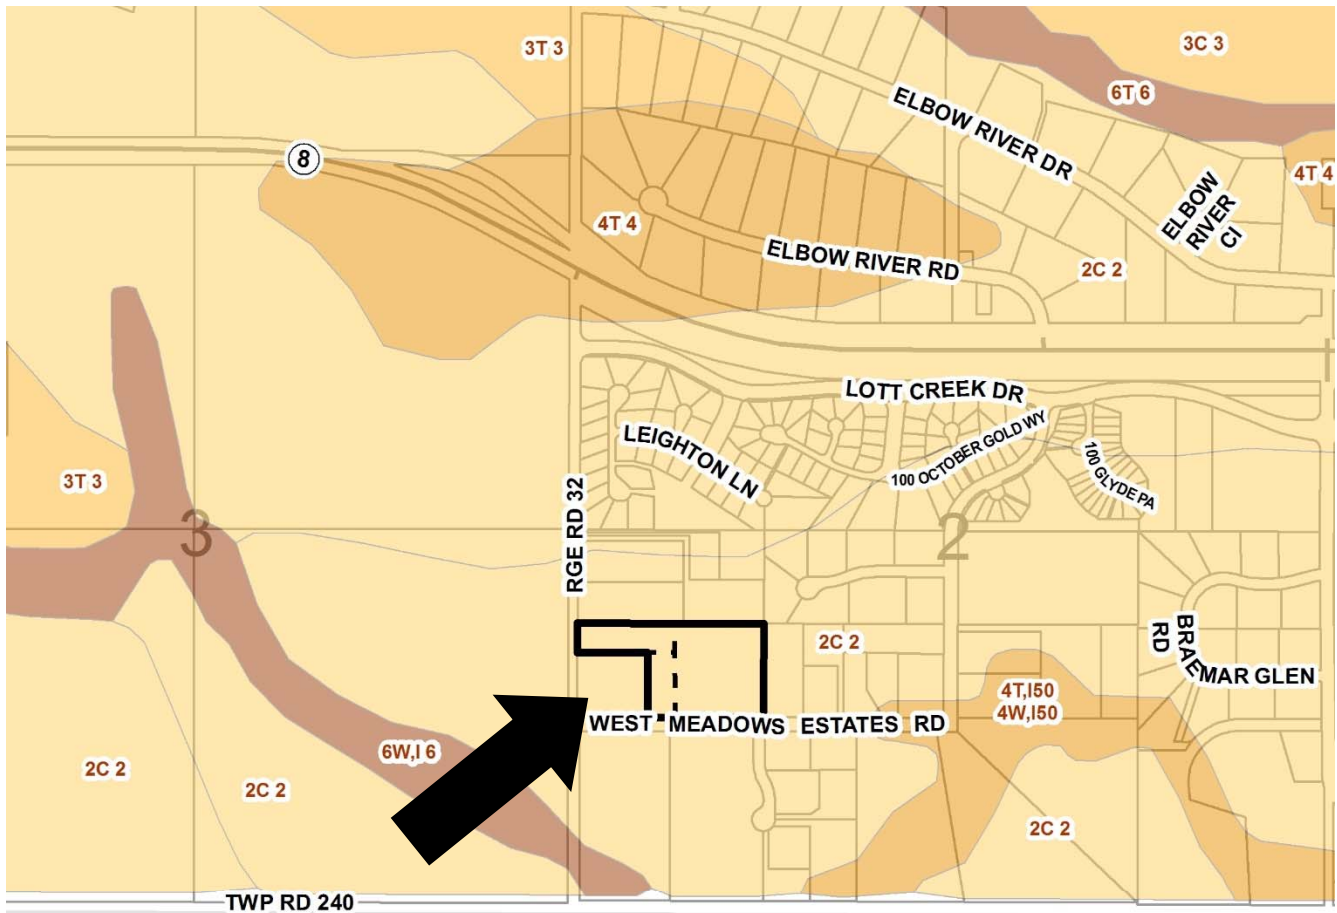 3T 3
3C 3
6T 6
ELBOW RIVER DR
8
4T 4
ELBOW
RIVER
CI
4T 4
ELBOW RIVER RD
2C 2
LOTT CREEK DR
LEIGHTON LN
100 OCTOBER GOLD WY
100 GLYDE PA
3T 3
RGE RD 32
3
2
2C 2
BRAEMAR GLEN
RD
4T,I50
4W,I50
WEST MEADOWS ESTATES RD
6W,I 6
2C 2
2C 2
2C 2
TWP RD 240